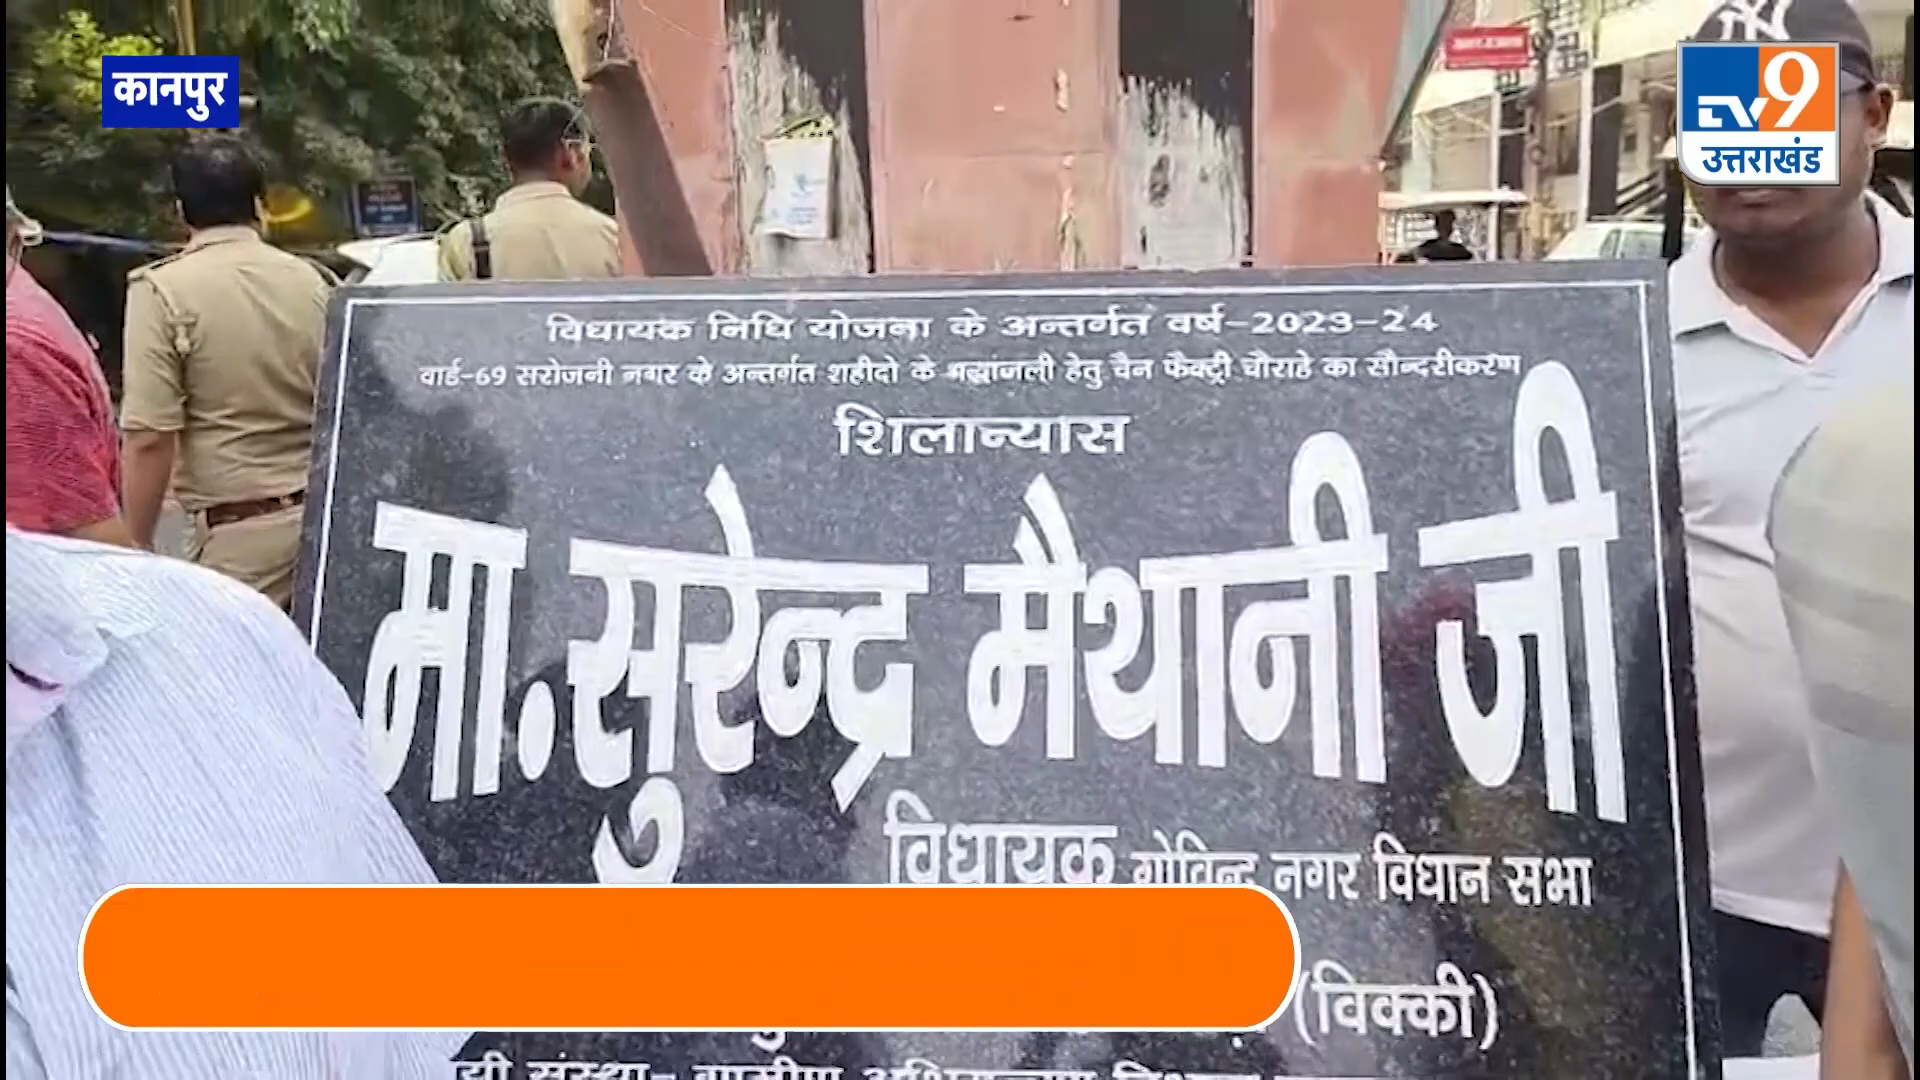 कानपुर
TV9
उत्तराखंड
विधायक निधि योजना के अन्तर्गत वर्ष-2023-24
वार्ड-69 सरोजनी नगर के अन्तर्गत शहीदो के श्रद्धांजली हेतु चैन फैक्ट्री चौराहे का सौन्दरीकरण
शिलान्यास
मा.सुरेन्द्र मैथानी जी
विधायक गोविन्द नगर विधान सभा
(विक्की)
संस्था-